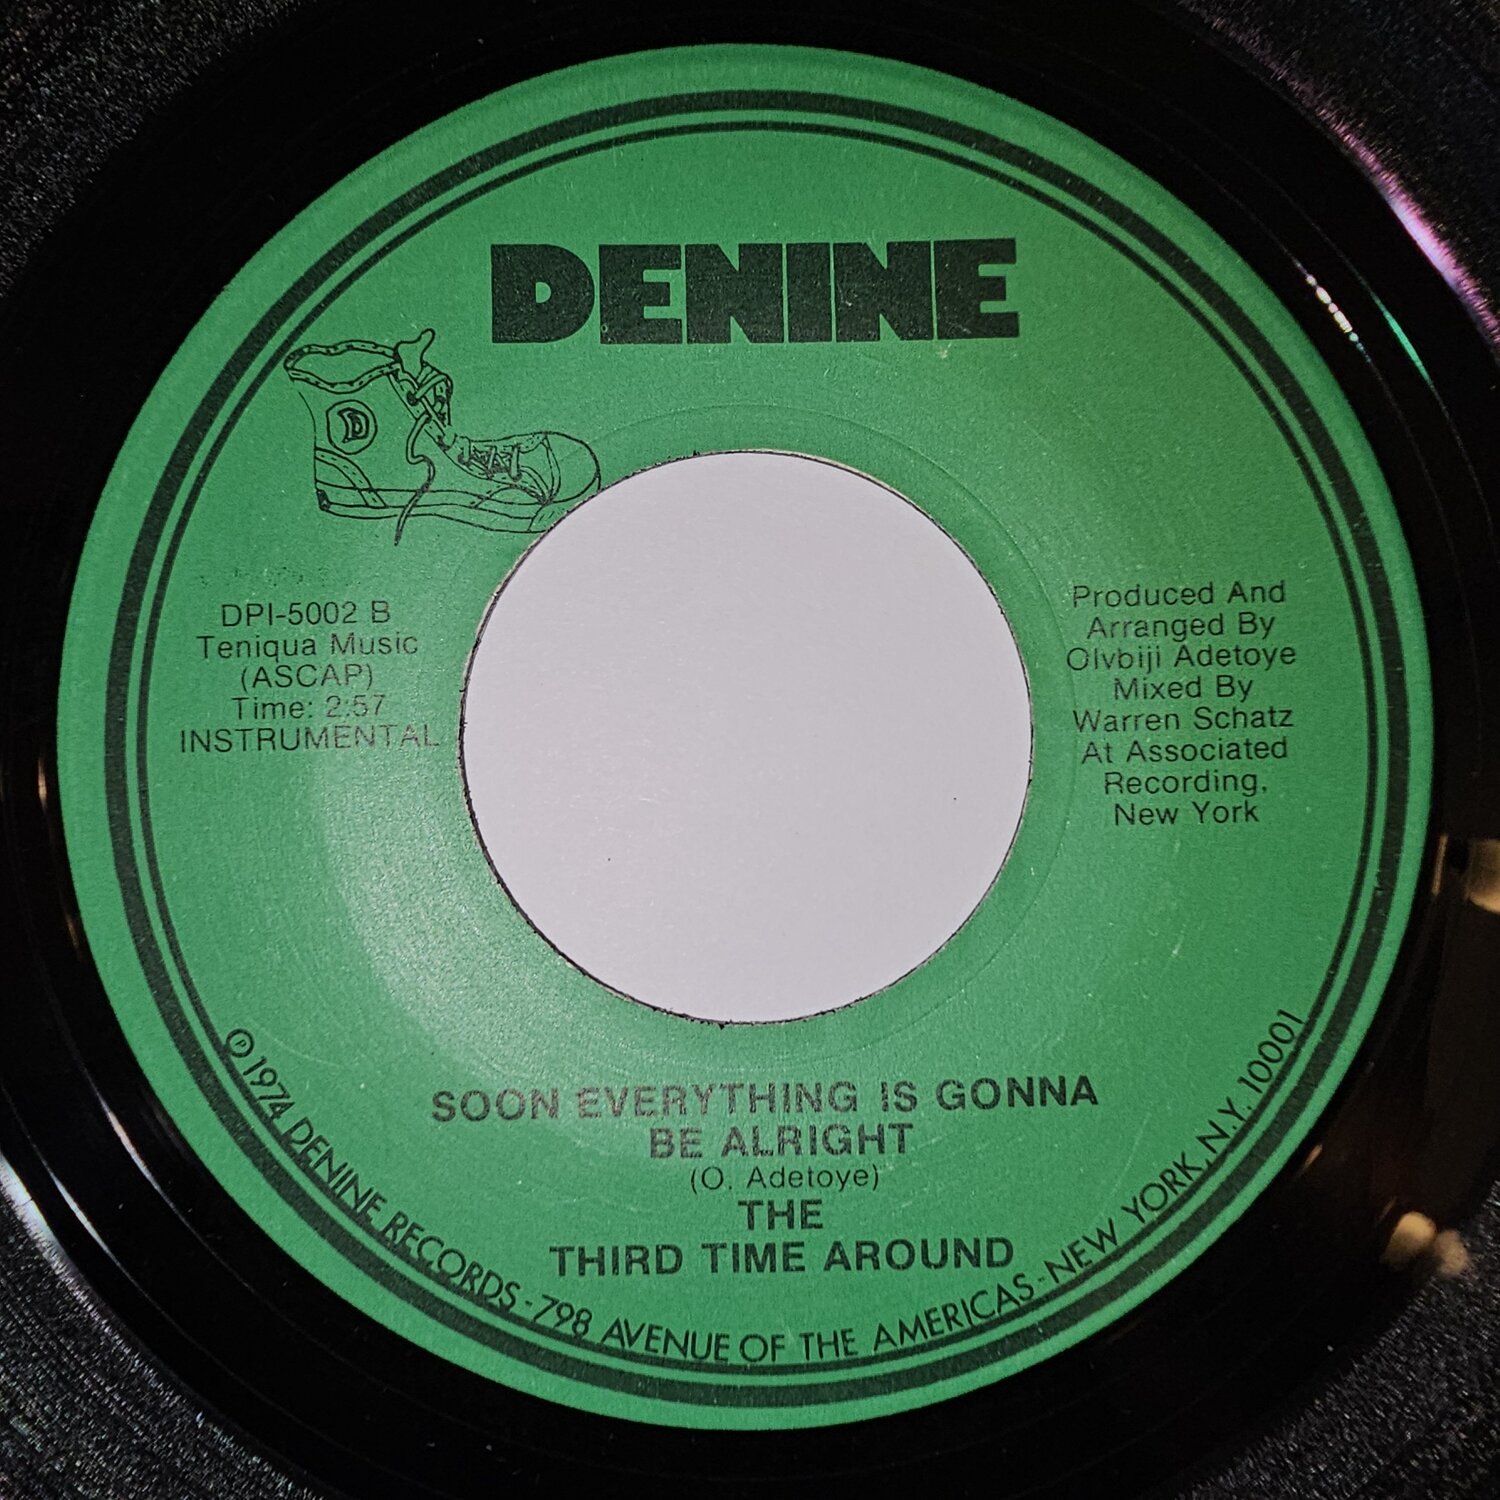 DENINE
D
DPI-5002 B
Teniqua Music
(ASCAP)
Time: 2:57
INSTRUMENTAL
Produced And
Arranged By
Olvbiji Adetoye
Mixed By
Warren Schatz
At Associated
Recording,
New York
SOON EVERYTHING IS GONNA
BE ALRIGHT
(O. Adetoye)
THE
THIRD TIME AROUND
Ⓟ 1974 DENINE RECORDS - 798 AVENUE OF THE AMERICAS - NEW YORK, N.Y. 10001